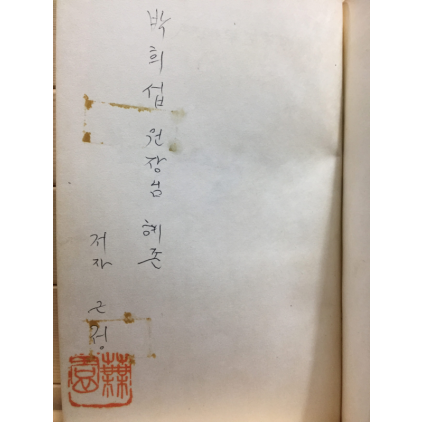 박희섭 원장님 혜존
저자 근정